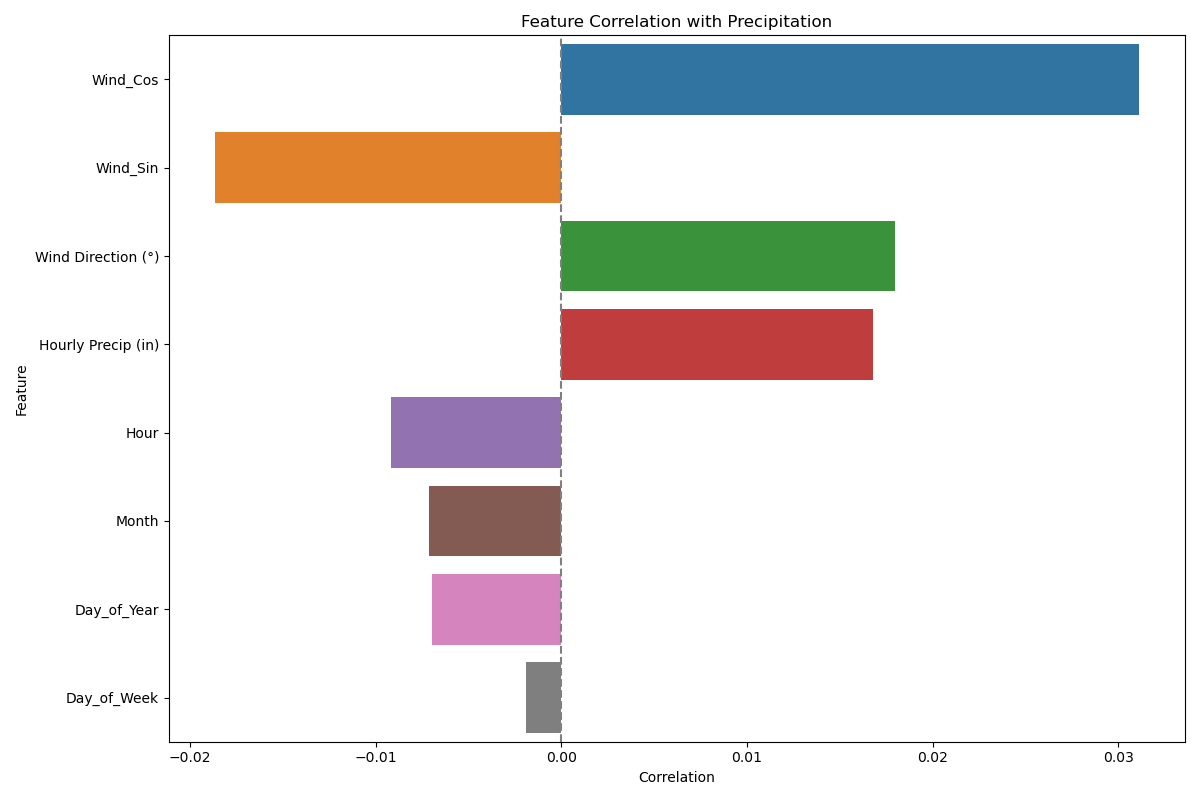 Feature Correlation with Precipitation
Feature
Wind_Cos
Wind_Sin
Wind Direction (°)
Hourly Precip (in)
Hour
Month
Day_of_Year
Day_of_Week
−0.02 −0.01 0.00 0.01 0.02 0.03
Correlation